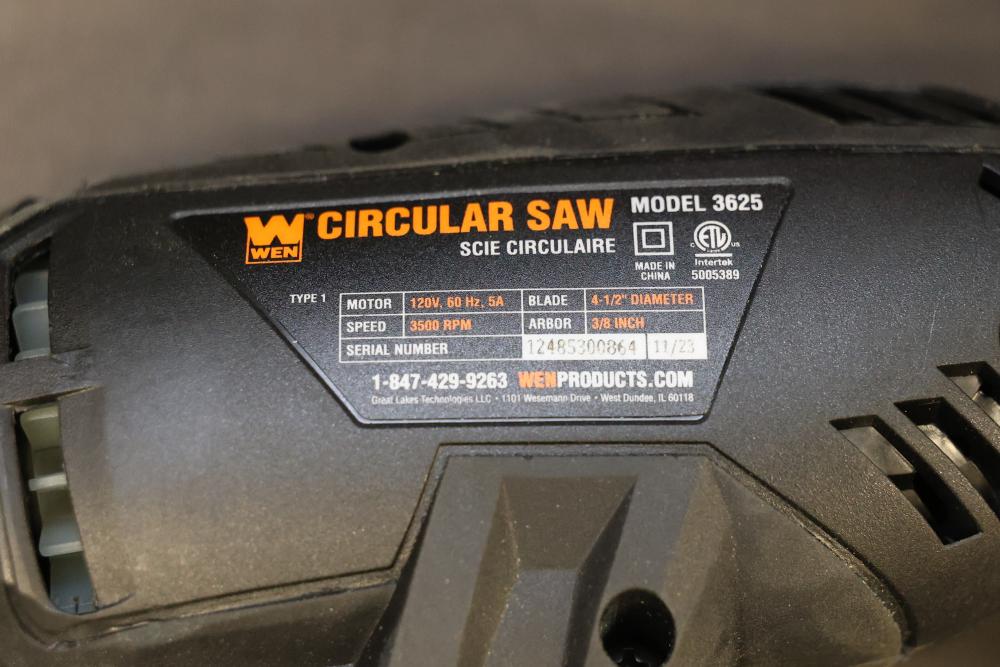 WEN® CIRCULAR SAW MODEL 3625
SCIE CIRCULAIRE
MADE IN CHINA
C ETL US
Intertek
5005389
TYPE 1
MOTOR 120V, 60 Hz, 5A BLADE 4-1/2" DIAMETER
SPEED 3500 RPM ARBOR 3/8 INCH
SERIAL NUMBER 12485300864 11/23
1-847-429-9263 WENPRODUCTS.COM
Great Lakes Technologies LLC • 1101 Wesemann Drive • West Dundee, IL 60118